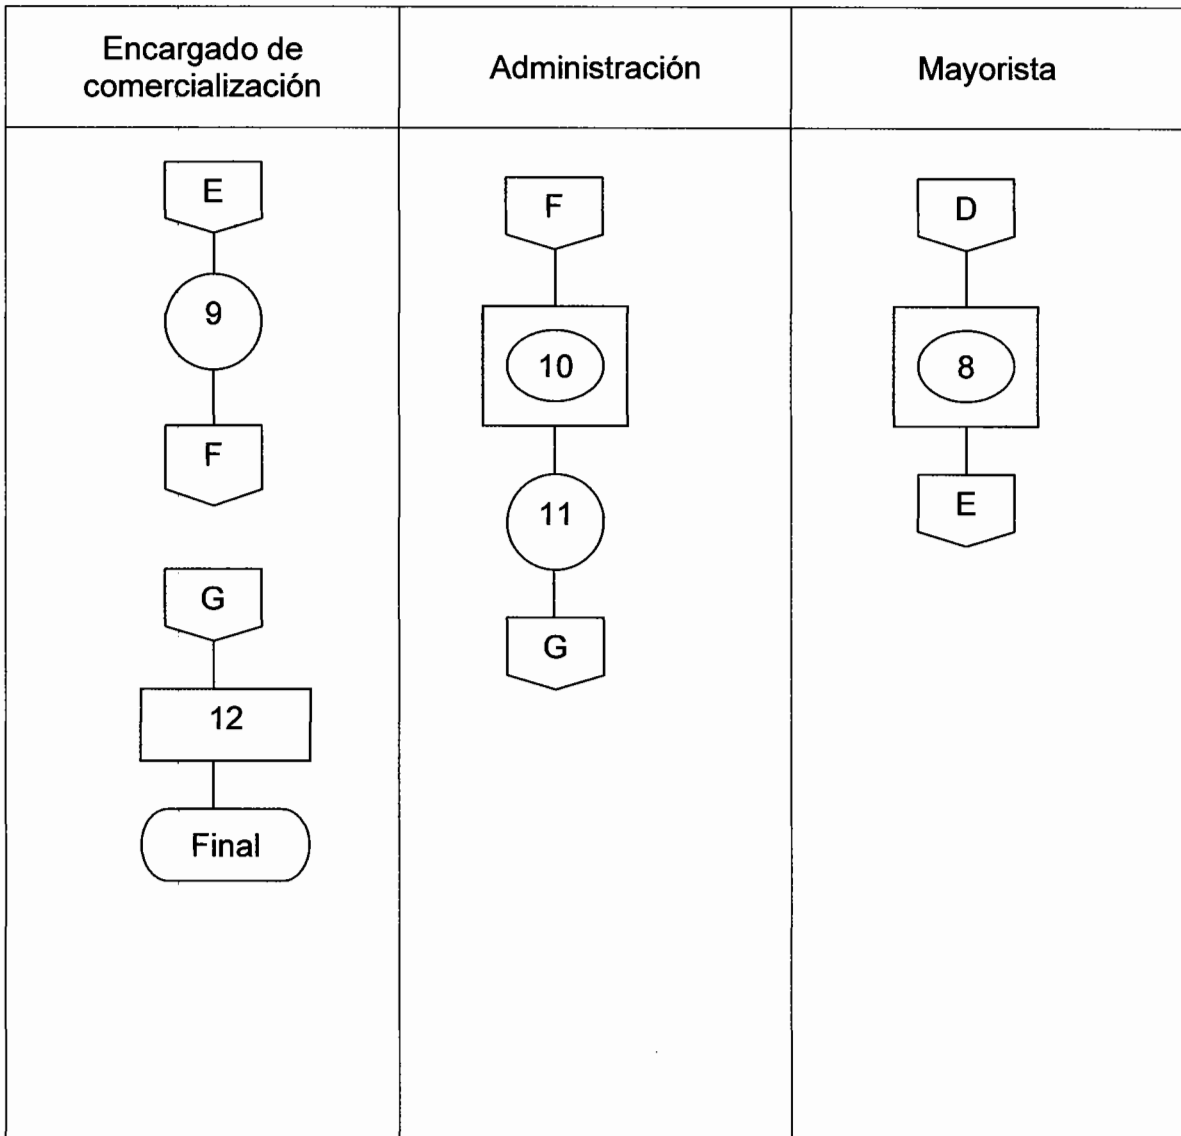 Encargado de
comercialización
Administración
Mayorista
E
9
F
G
12
Final
F
10
11
G
D
8
E